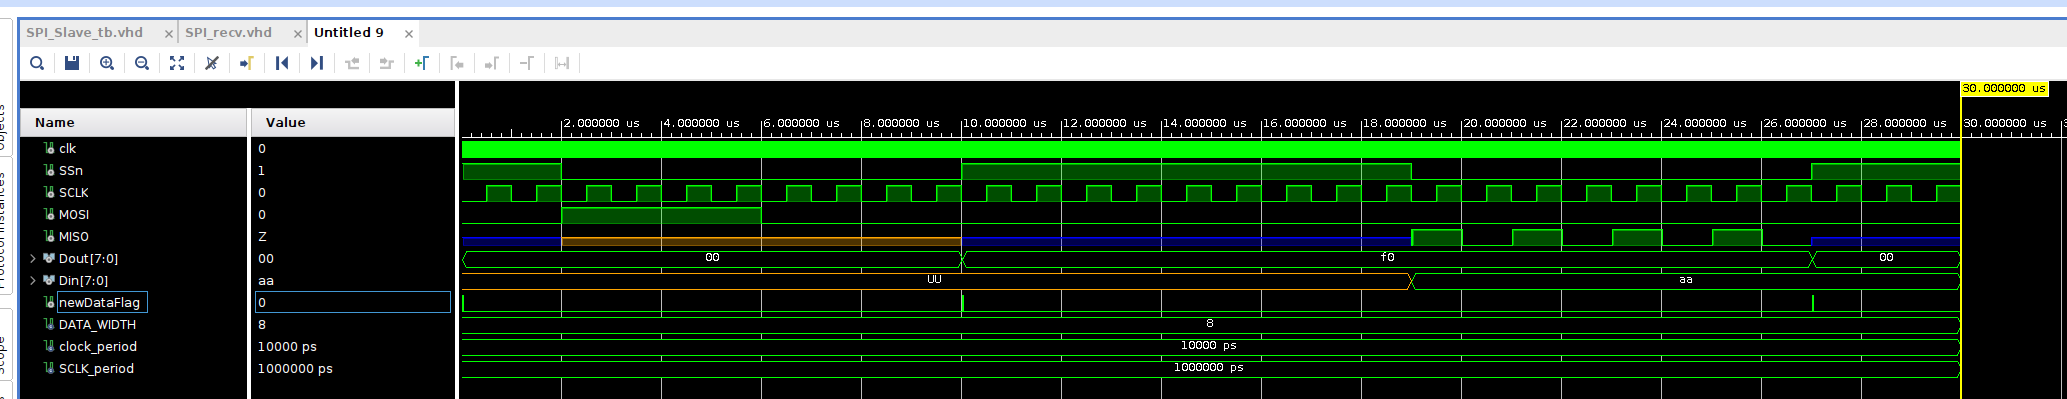 SPI_Slave_tb.vhd × SPI_recv.vhd × Untitled 9 ×
30.000000 us
Name Value
2.000000 us 4.000000 us 6.000000 us 8.000000 us 10.000000 us 12.000000 us 14.000000 us 16.000000 us 18.000000 us 20.000000 us 22.000000 us 24.000000 us 26.000000 us 28.000000 us 30.000000 us
clk 0
SSn 1
SCLK 0
MOSI 0
MISO Z
Dout[7:0] 00 00 f0 00
Din[7:0] aa UU aa
newDataFlag 0
DATA_WIDTH 8 8
clock_period 10000 ps 10000 ps
SCLK_period 1000000 ps 1000000 ps
Objects
Protocol Instances
Scope